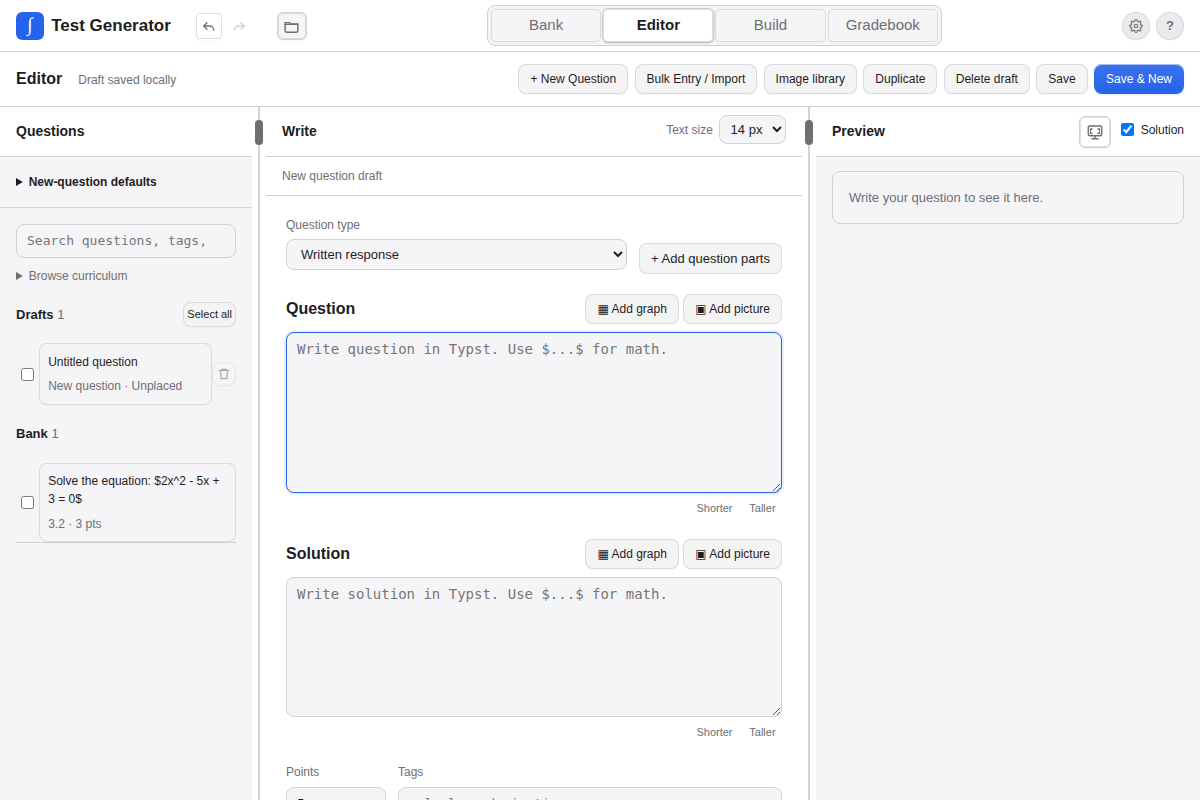 ∫ Test Generator
Bank
Editor
Build
Gradebook
?
Editor
Draft saved locally
+ New Question
Bulk Entry / Import
Image library
Duplicate
Delete draft
Save
Save & New
Questions
New-question defaults
Search questions, tags,
Browse curriculum
Drafts 1
Select all
Untitled question
New question · Unplaced
Bank 1
Solve the equation: $2x^2 - 5x +
3 = 0$
3.2 · 3 pts
Write
Text size
14 px
New question draft
Question type
Written response
+ Add question parts
Question
Add graph
Add picture
Write question in Typst. Use $...$ for math.
Shorter
Taller
Solution
Add graph
Add picture
Write solution in Typst. Use $...$ for math.
Shorter
Taller
Points
Tags
Preview
Solution
Write your question to see it here.